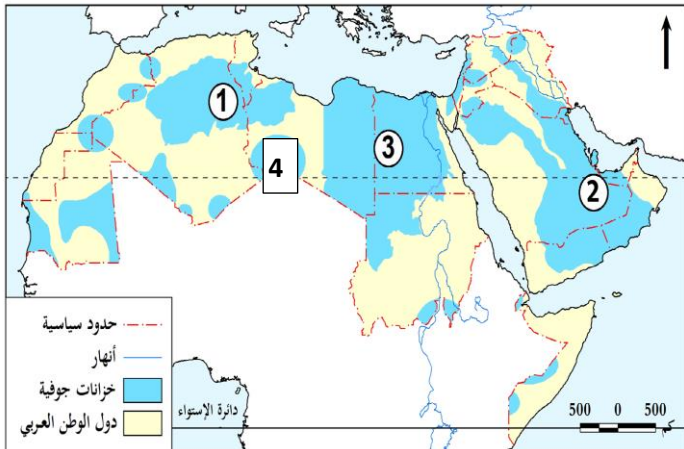 1
2
3
4
حدود سياسية
أنهار
خزانات جوفية
دول الوطن العربي
دائرة الإستواء
500 0 500
كم